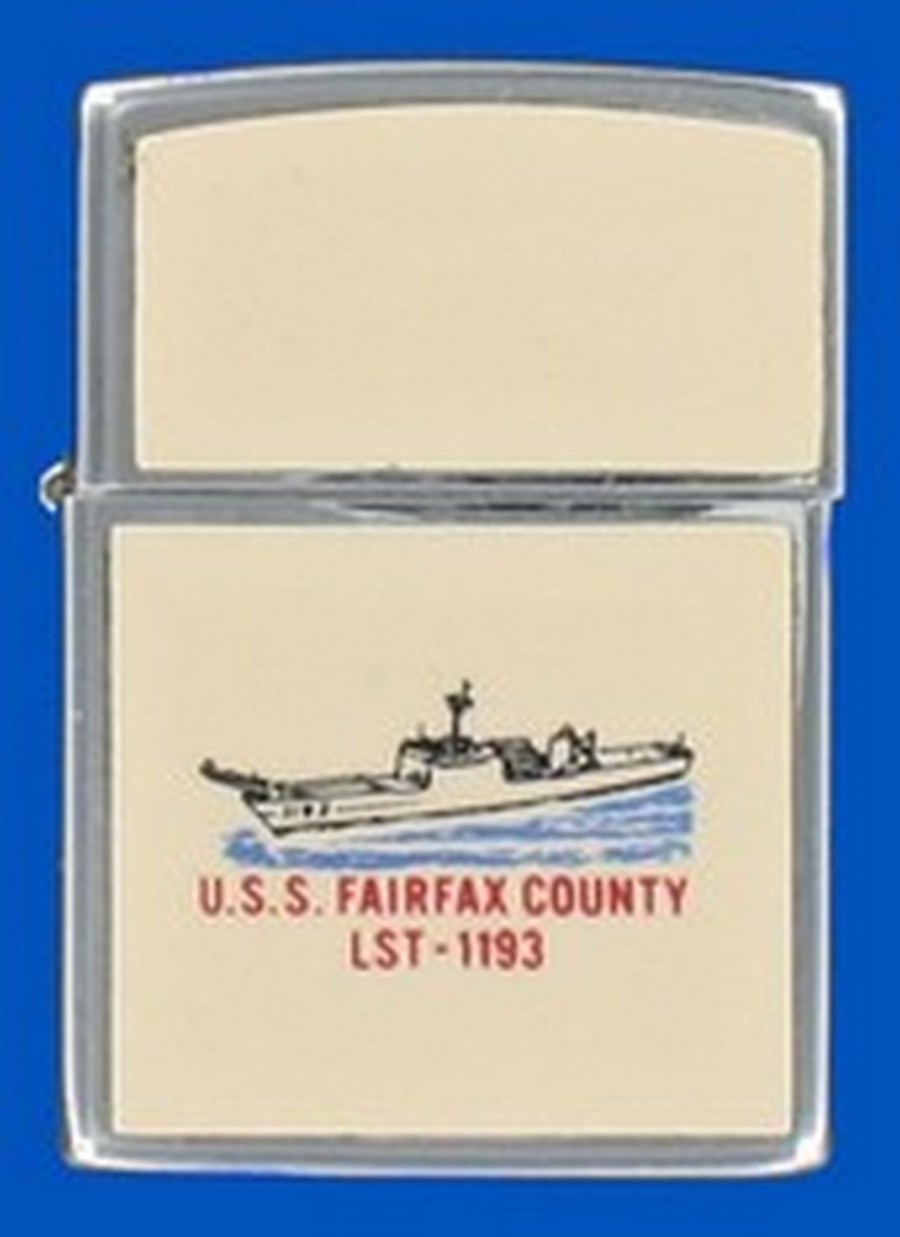 U.S.S. FAIRFAX COUNTY
LST-1193